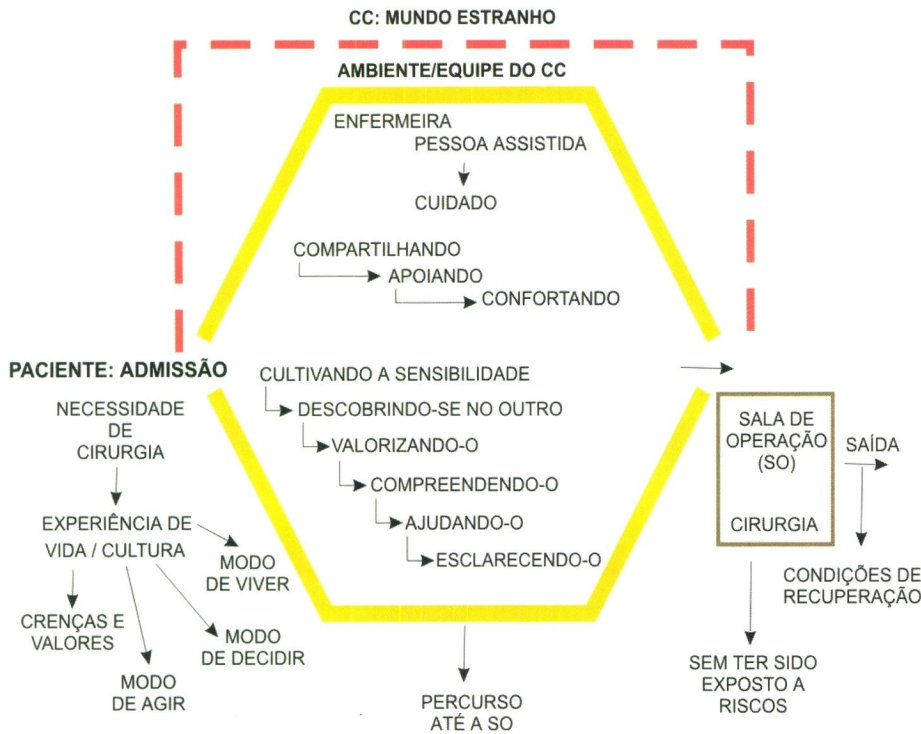 CC: MUNDO ESTRANHO
AMBIENTE/EQUIPE DO CC
ENFERMEIRA
PESSOA ASSISTIDA
CUIDADO
COMPARTILHANDO
APOIANDO
CONFORTANDO
PACIENTE: ADMISSÃO
NECESSIDADE
DE
CIRURGIA
EXPERIÊNCIA DE
VIDA / CULTURA
MODO
DE VIVER
CRENÇAS E
VALORES
MODO
DE DECIDIR
MODO
DE AGIR
CULTIVANDO A SENSIBILIDADE
DESCOBRINDO-SE NO OUTRO
VALORIZANDO-O
COMPREENDENDO-O
AJUDANDO-O
ESCLARECENDO-O
PERCURSO
ATÉ A SO
SALA DE
OPERAÇÃO
(SO)
CIRURGIA
SAÍDA
CONDIÇÕES DE
RECUPERAÇÃO
SEM TER SIDO
EXPOSTO A
RISCOS